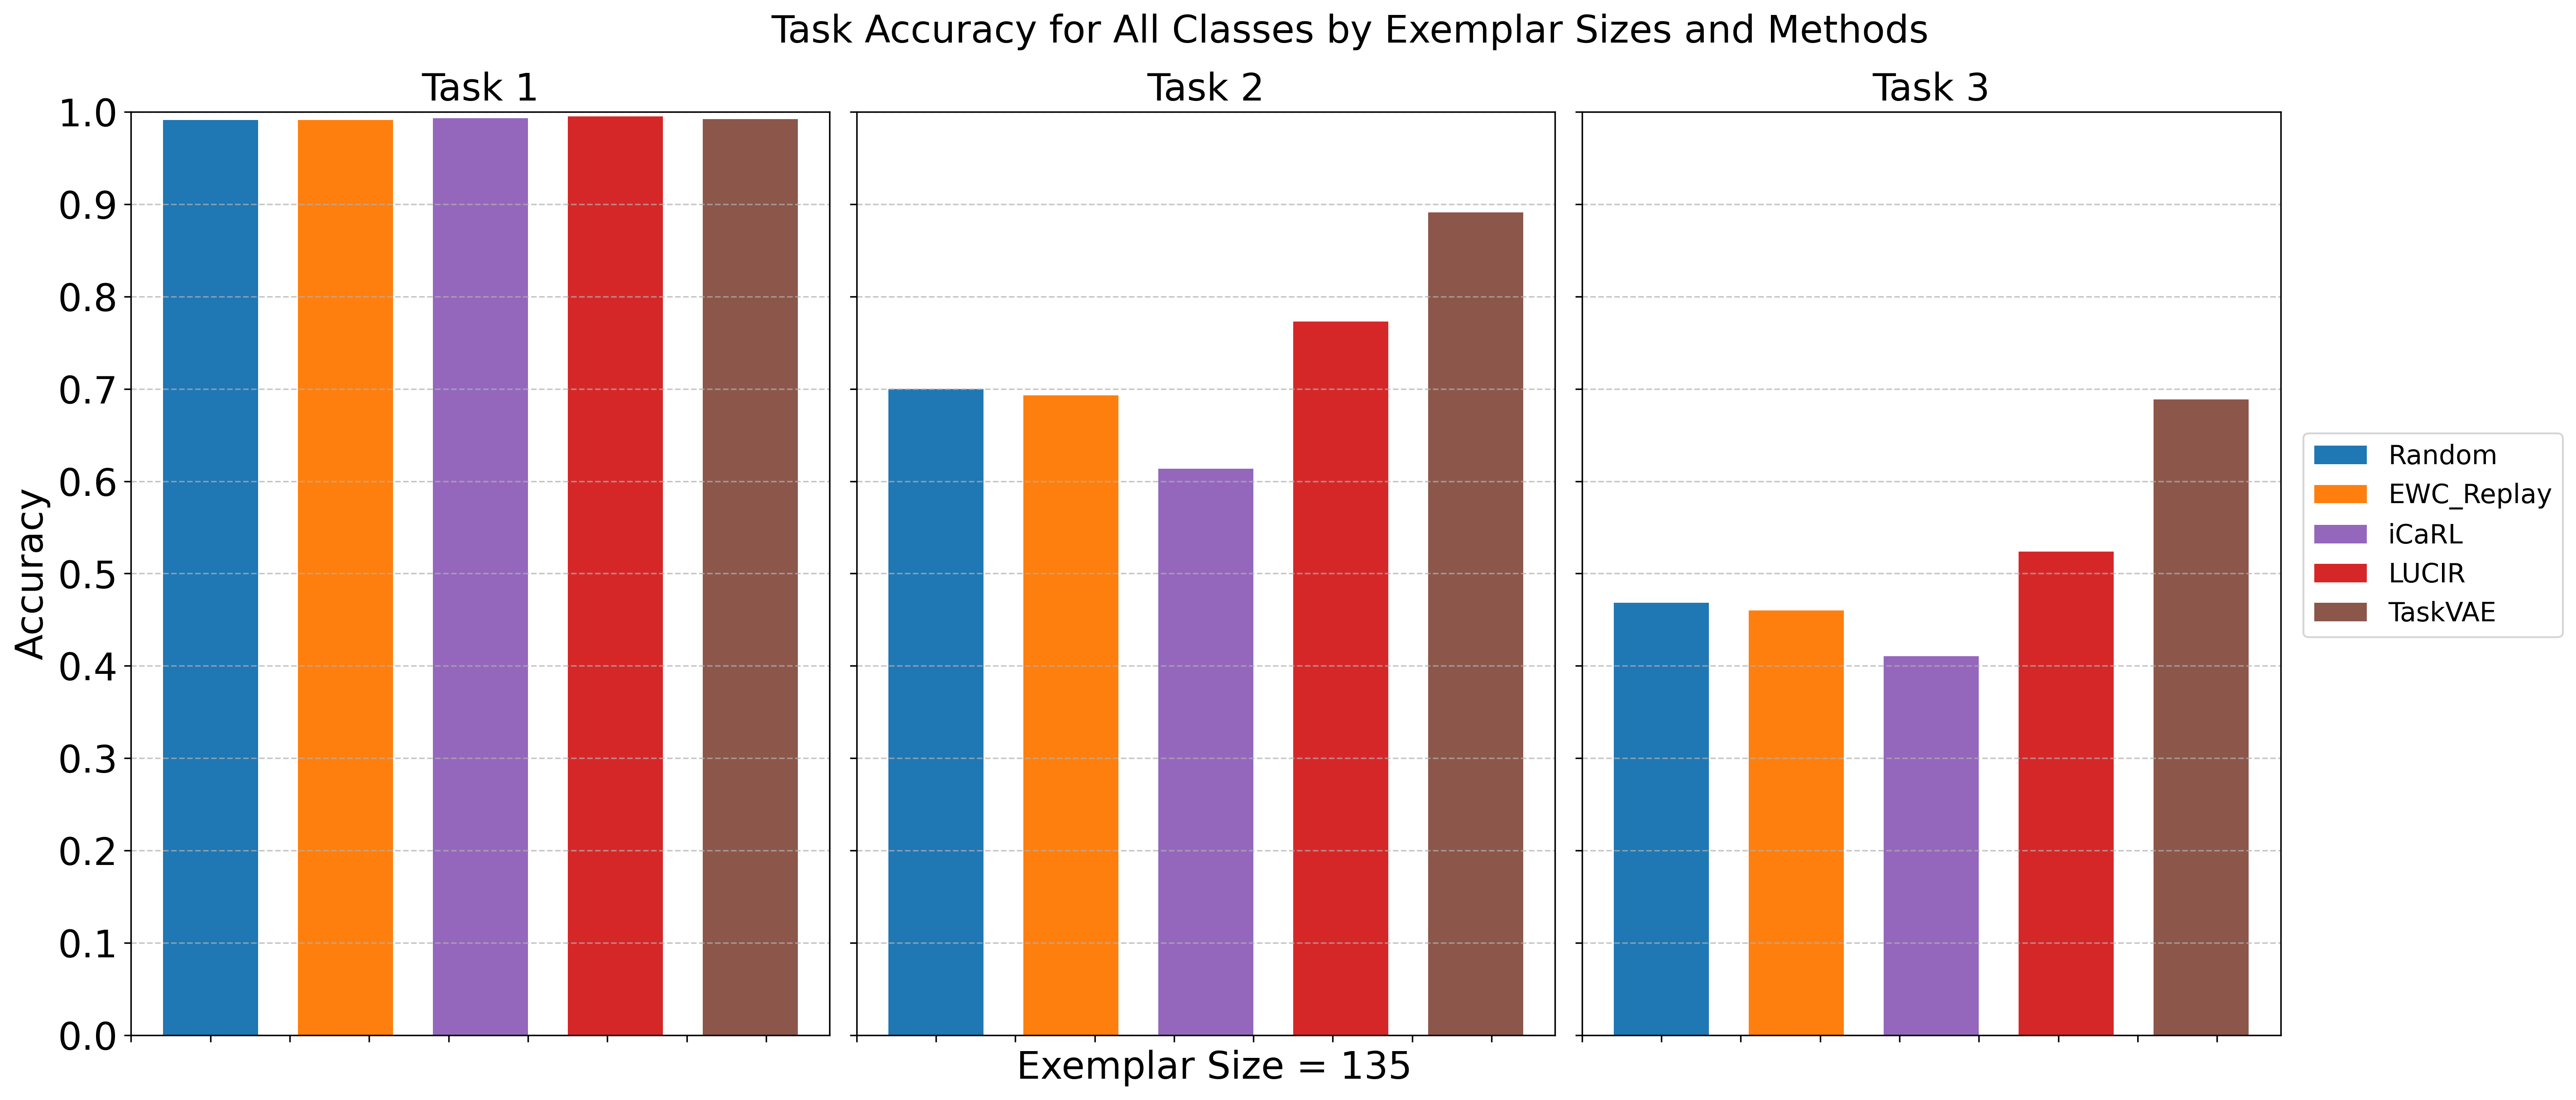 Task Accuracy for All Classes by Exemplar Sizes and Methods
Task 1
Task 2
Task 3
Accuracy
1.0
0.9
0.8
0.7
0.6
0.5
0.4
0.3
0.2
0.1
0.0
Exemplar Size = 135
Random
EWC_Replay
iCaRL
LUCIR
TaskVAE